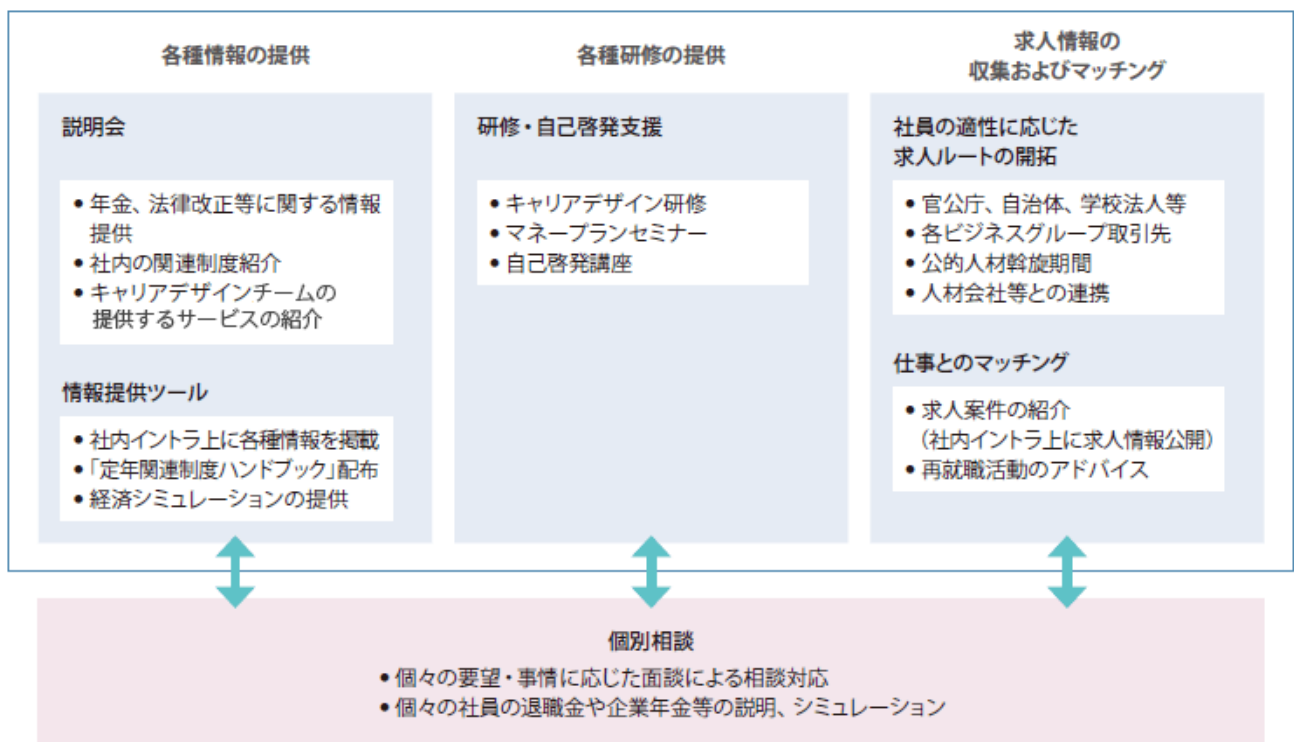 各種情報の提供
説明会
• 年金、法律改正等に関する情報
提供
• 社内の関連制度紹介
• キャリアデザインチームの
提供するサービスの紹介
情報提供ツール
• 社内イントラ上に各種情報を掲載
• 「定年関連制度ハンドブック」配布
• 経済シミュレーションの提供
各種研修の提供
研修・自己啓発支援
• キャリアデザイン研修
• マネープランセミナー
• 自己啓発講座
求人情報の
収集およびマッチング
社員の適性に応じた
求人ルートの開拓
• 官公庁、自治体、学校法人等
• 各ビジネスグループ取引先
• 公的人材斡旋期間
• 人材会社等との連携
仕事とのマッチング
• 求人案件の紹介
（社内イントラ上に求人情報公開）
• 再就職活動のアドバイス
個別相談
• 個々の要望・事情に応じた面談による相談対応
• 個々の社員の退職金や企業年金等の説明、シミュレーション